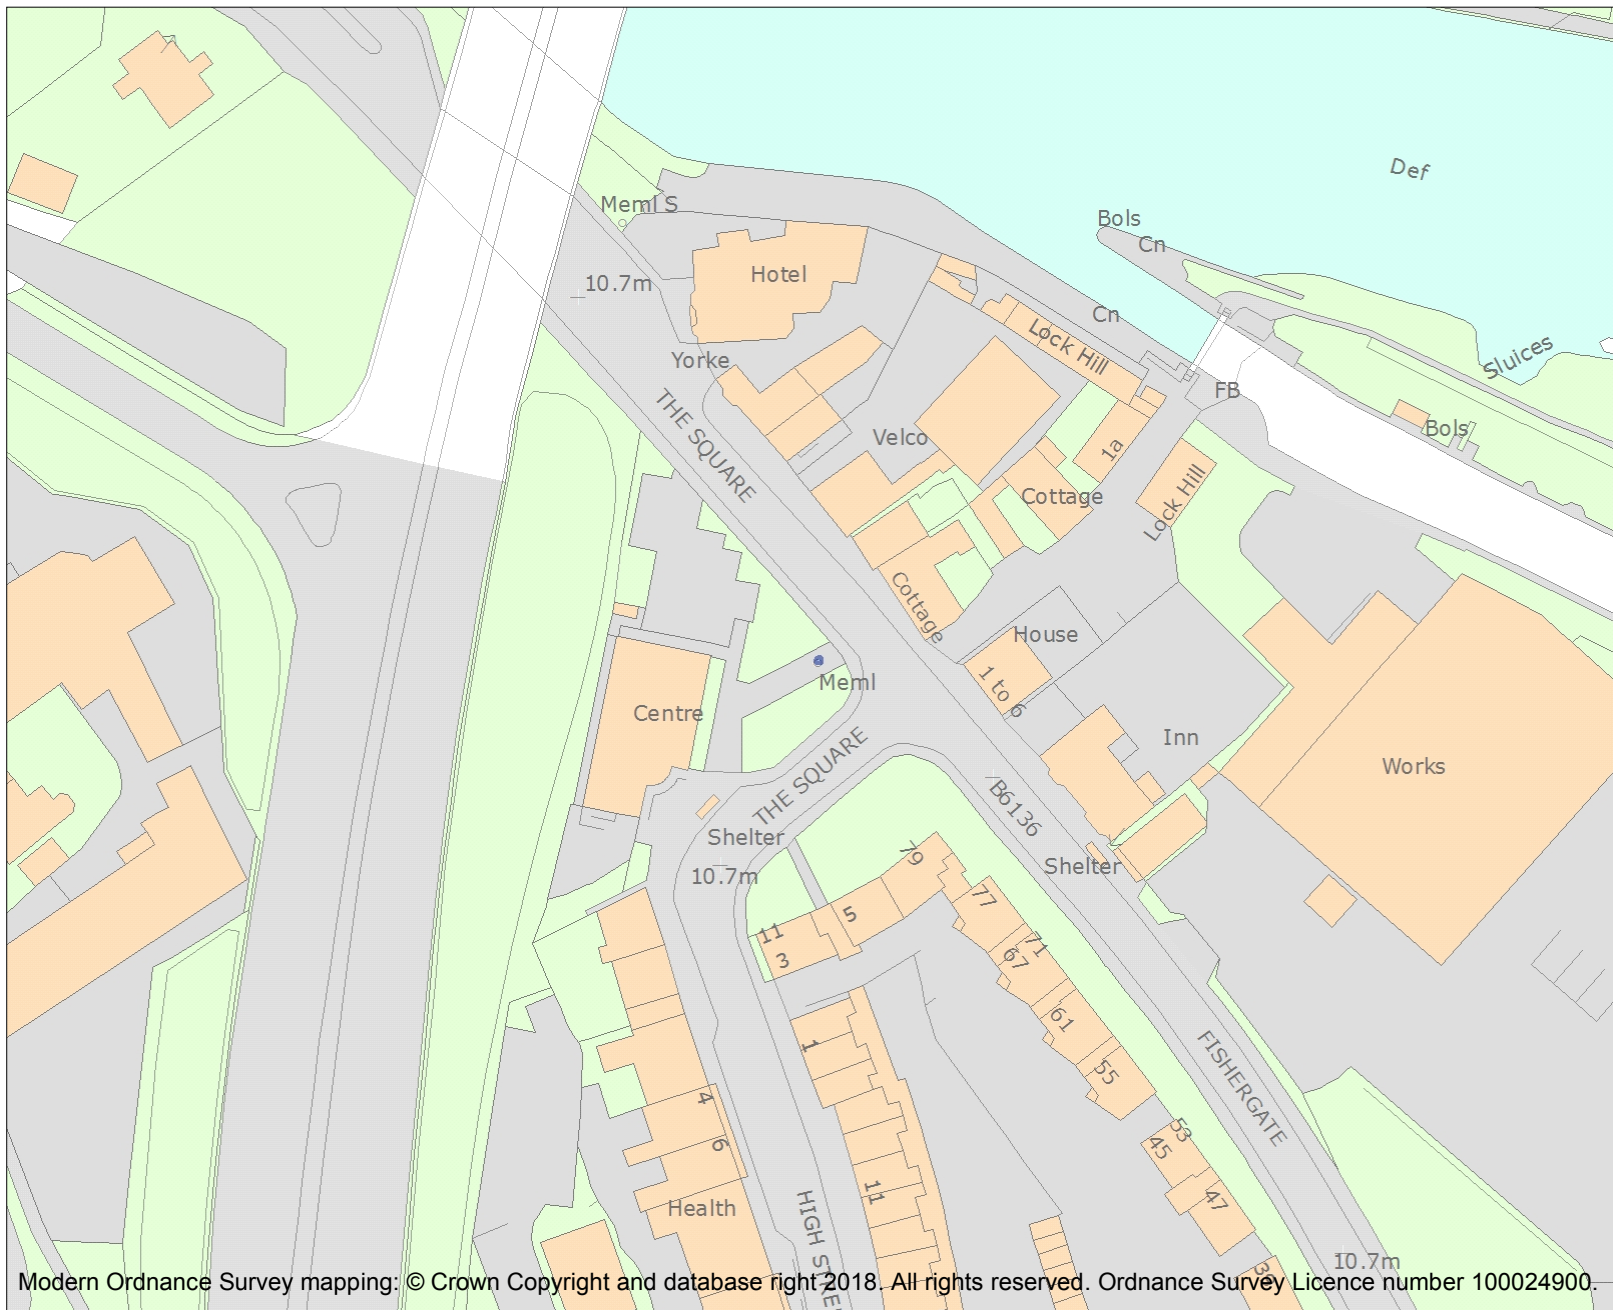 Def
Meml S
Bols
Cn
Hotel
10.7m
Cn
Lock Hill
Sluices
Yorke
FB
THE SQUARE
Velco
1a
Bols
Cottage
Lock Hill
Cottage
House
1 to 6
Meml
Centre
Inn
Works
THE SQUARE
B6136
Shelter
79
Shelter
10.7m
77
5
11
3
71
67
61
1
55
FISHERGATE
4
6
53
45
11
47
Health
HIGH STRE
10.7m
39
Modern Ordnance Survey mapping: © Crown Copyright and database right 2018. All rights reserved. Ordnance Survey Licence number 100024900.